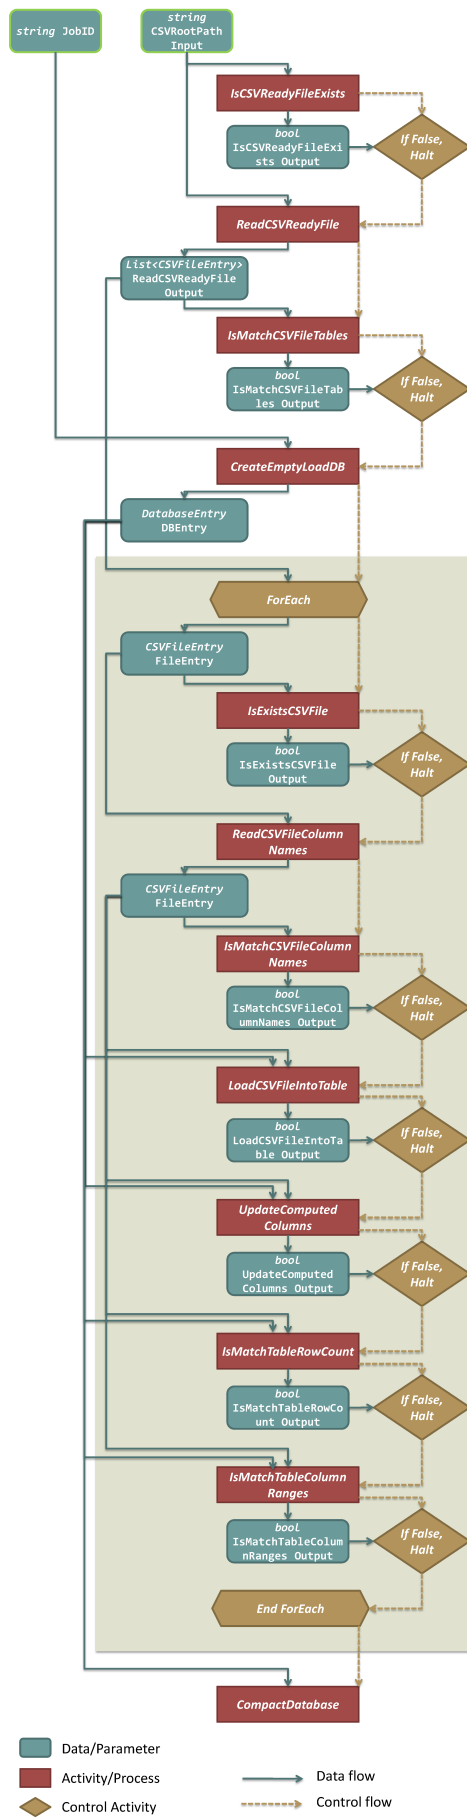 string JobID
string
CSVRootPath
Input
IsCSVReadyFileExists
bool
IsCSVReadyFileExi
sts Output
If False,
Halt
ReadCSVReadyFile
List<CSVFileEntry>
ReadCSVReadyFile
Output
IsMatchCSVFileTables
bool
IsMatchCSVFileTab
les Output
If False,
Halt
CreateEmptyLoadDB
DatabaseEntry
DBEntry
ForEach
CSVFileEntry
FileEntry
IsExistsCSVFile
bool
IsExistsCSVFile
Output
If False,
Halt
ReadCSVFileColumn
Names
CSVFileEntry
FileEntry
IsMatchCSVFileColumn
Names
bool
IsMatchCSVFileCol
umnNames Output
If False,
Halt
LoadCSVFileIntoTable
bool
LoadCSVFileIntoTa
ble Output
If False,
Halt
UpdateComputed
Columns
bool
UpdateComputed
Columns Output
If False,
Halt
IsMatchTableRowCount
bool
IsMatchTableRowCo
unt Output
If False,
Halt
IsMatchTableColumn
Ranges
bool
IsMatchTableColum
nRanges Output
If False,
Halt
End ForEach
CompactDatabase
Data/Parameter
Activity/Process
Data flow
Control Activity
Control flow